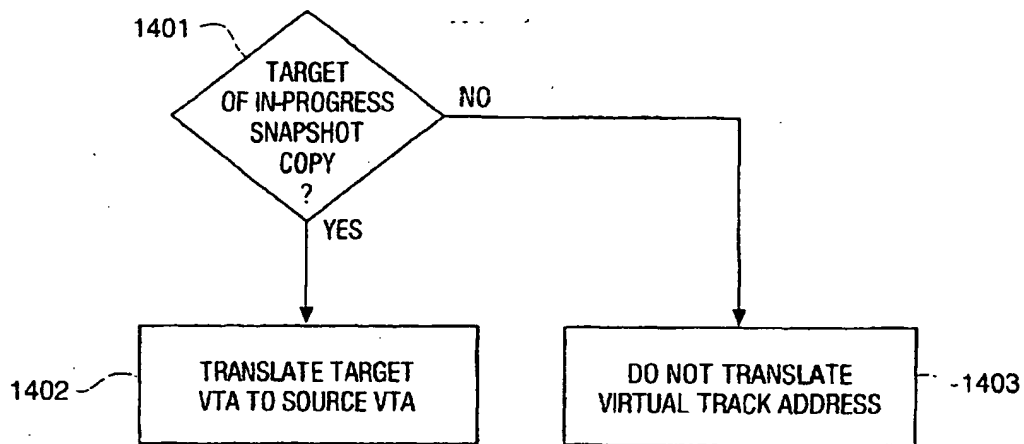 1401
TARGET
OF IN-PROGRESS
SNAPSHOT
COPY
?
NO
YES
1402
TRANSLATE TARGET
VTA TO SOURCE VTA
DO NOT TRANSLATE
VIRTUAL TRACK ADDRESS
1403